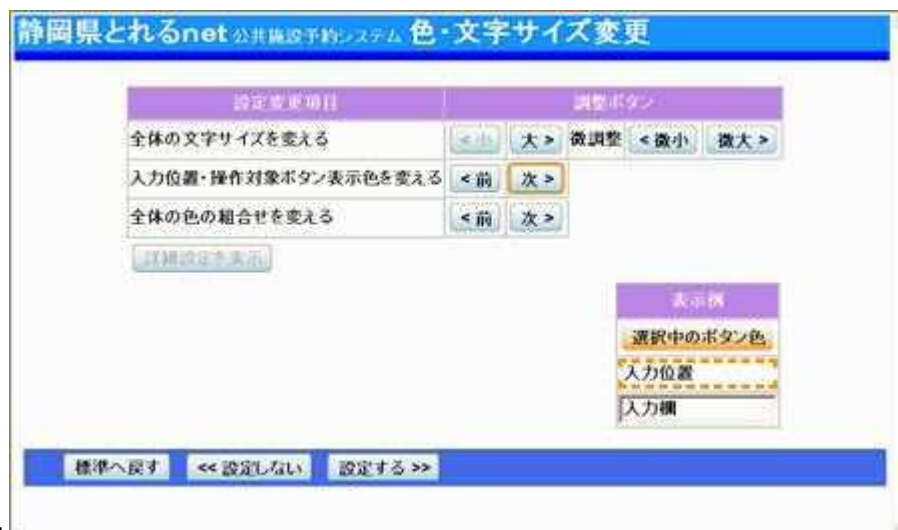 静岡県とれるnet 公共施設予約システム 色・文字サイズ変更
設定変更項目 調整ボタン
全体の文字サイズを変える <小 大> 微調整 <微小 微大>
入力位置・操作対象ボタン表示色を変える <前 次>
全体の色の組合せを変える <前 次>
詳細設定を表示
表示例
選択中のボタン色
入力位置
入力欄
標準へ戻す << 設定しない 設定する >>